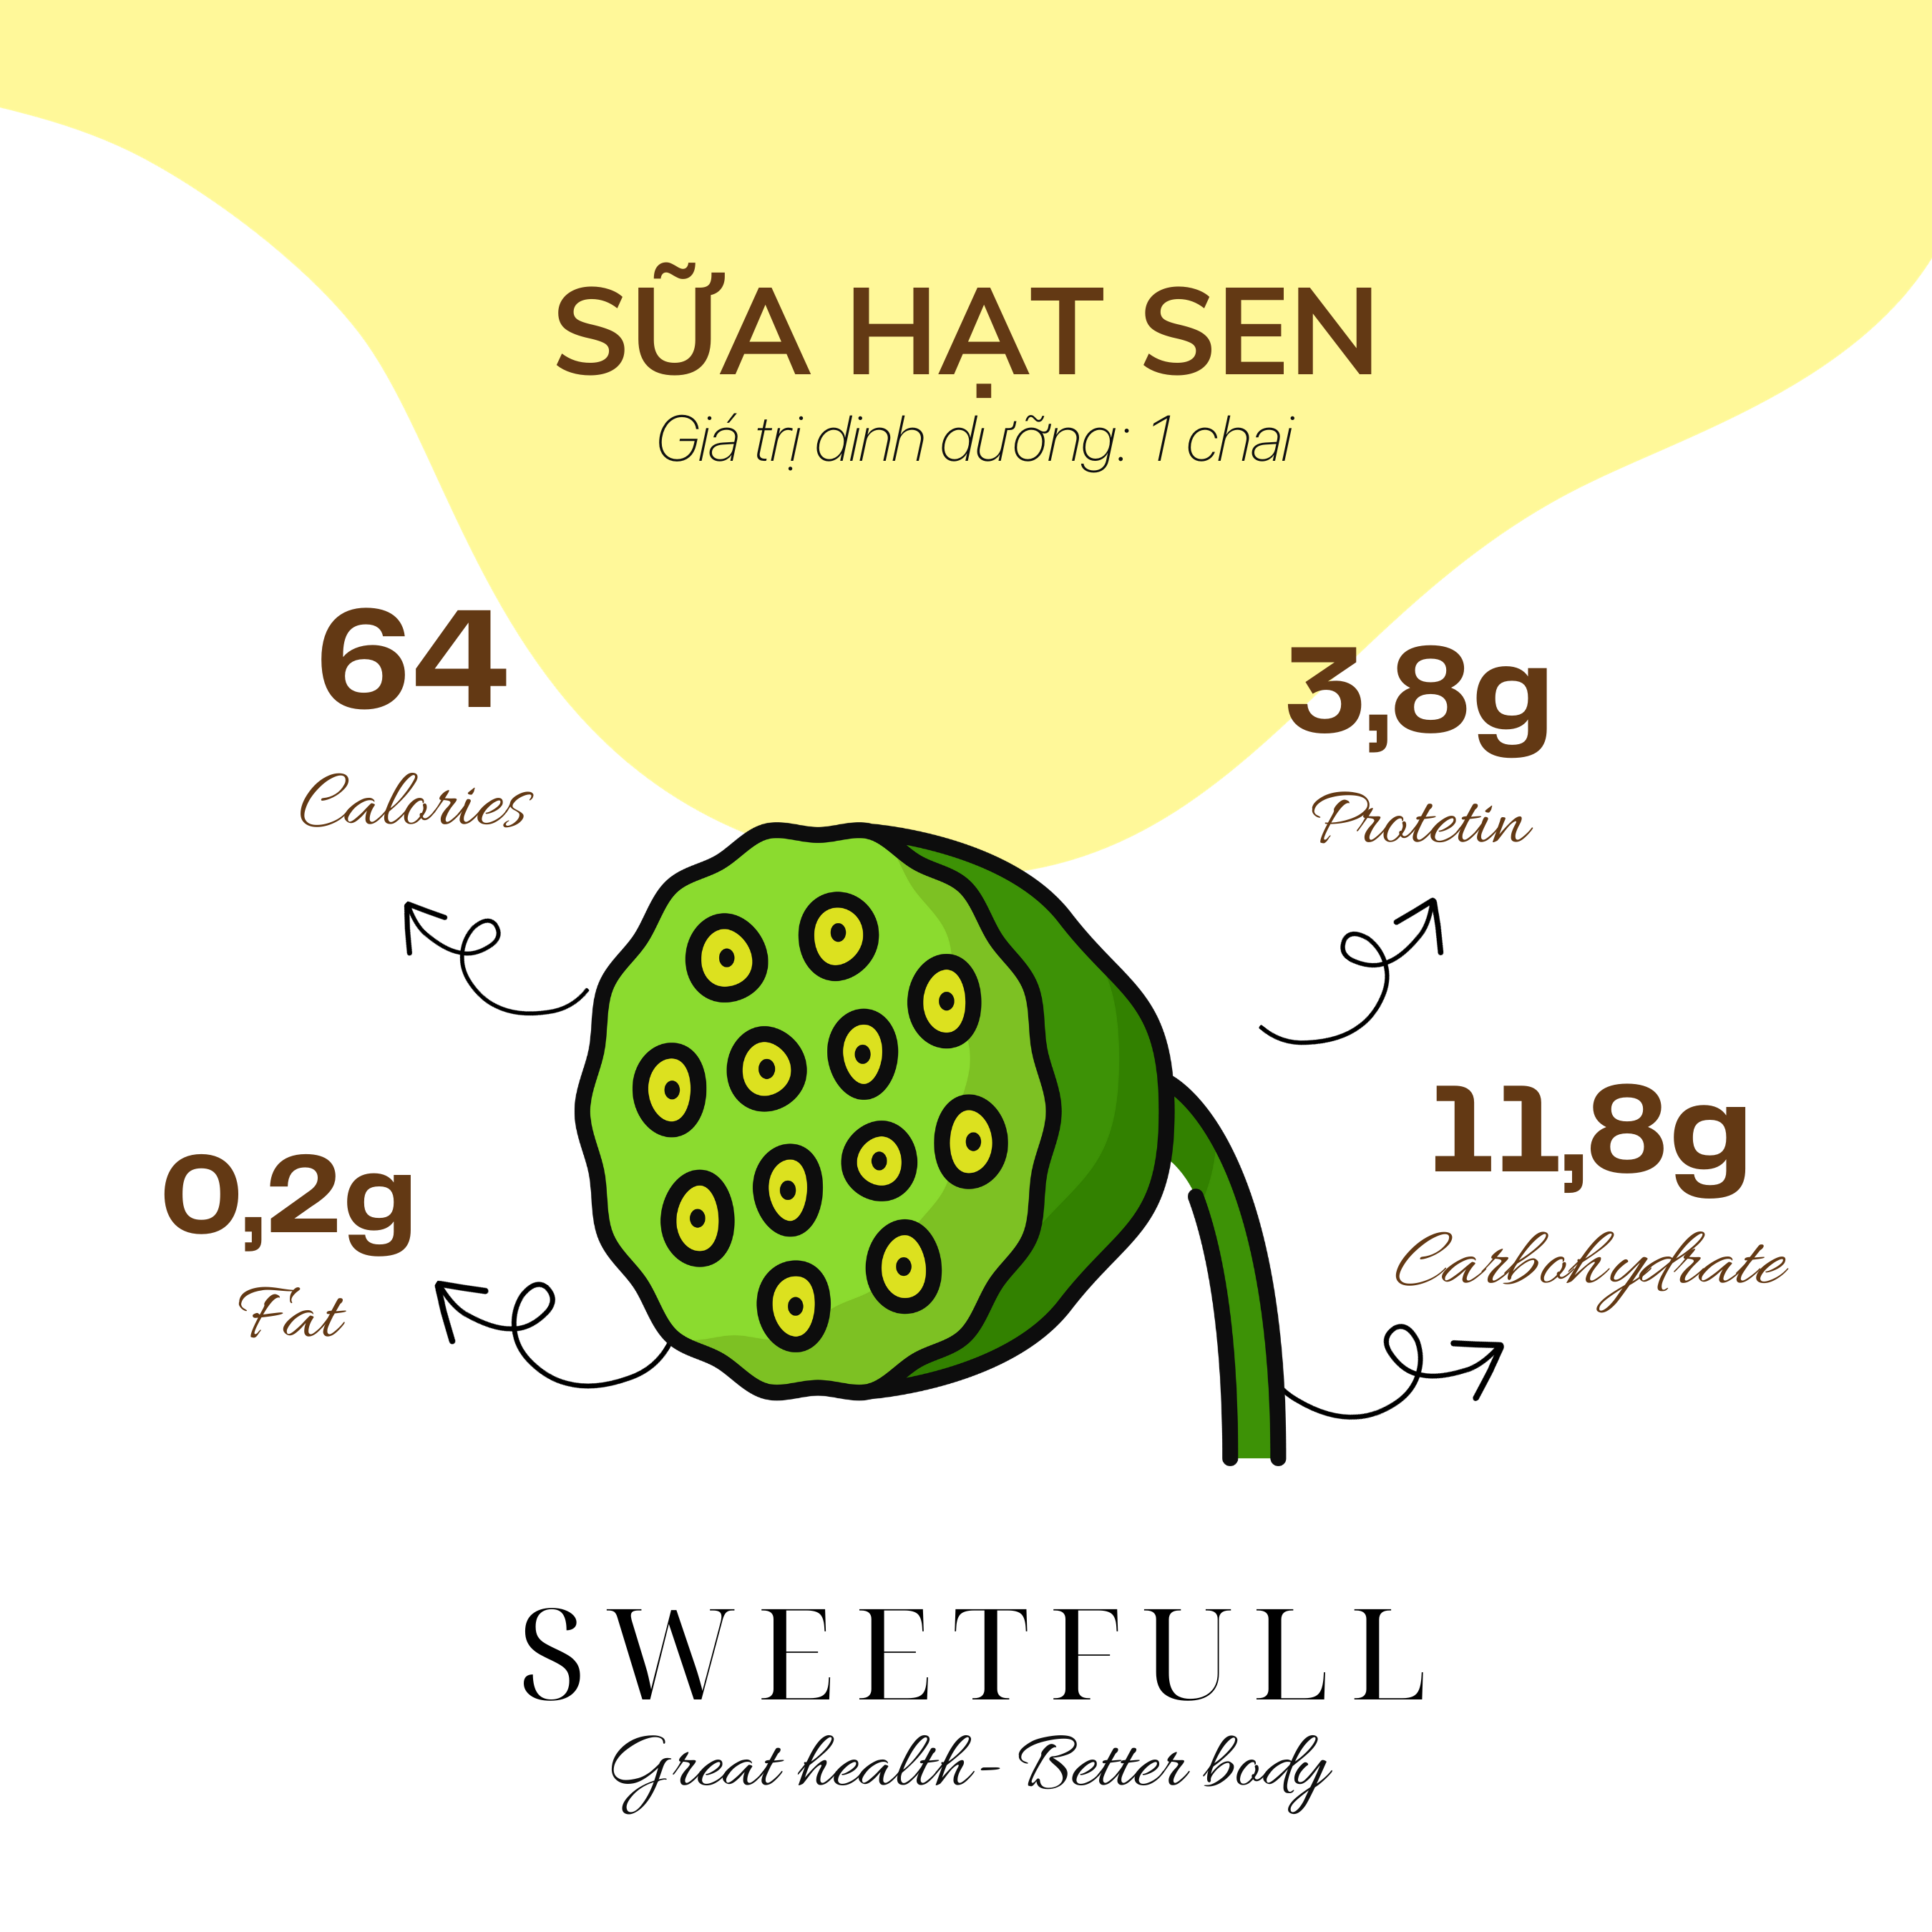 SỮA HẠT SEN
Giá trị dinh dưỡng: 1 chai
64
Calories
3,8g
Protein
0,2g
Fat
11,8g
Carbohydrate
SWEETFULL
Great health-Better body